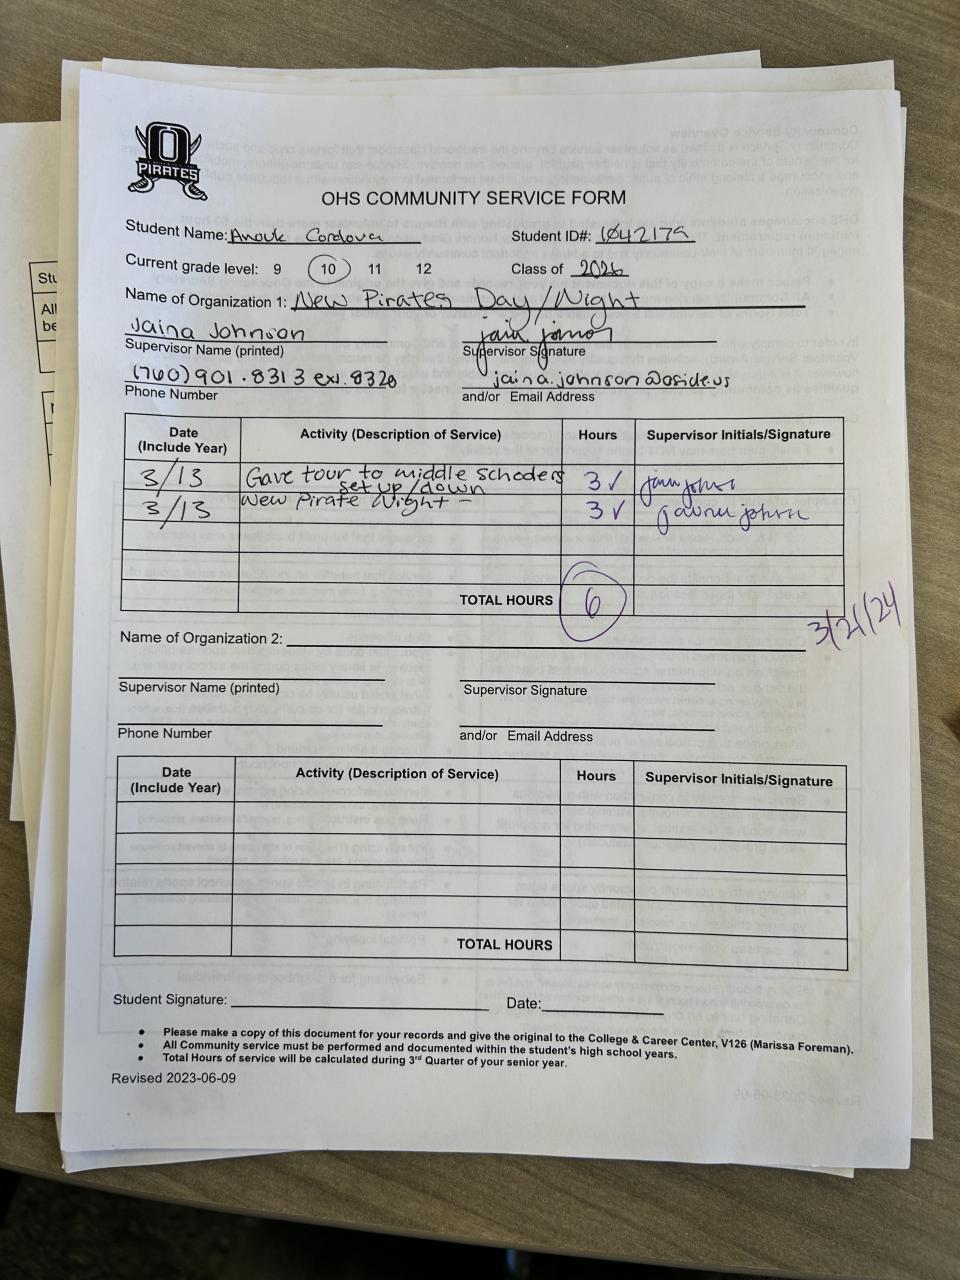 O
PIRATES
OHS COMMUNITY SERVICE FORM
Student Name: Anouk Cordova Student ID#: 1042179
Current grade level: 9 10 11 12 Class of 2026
Name of Organization 1: New Pirates Day/Night
Jaina Johnson
Supervisor Name (printed) Supervisor Signature
(760)901.8313 ext.8320 jaina.johnson@oside.us
Phone Number and/or Email Address
Date (Include Year) Activity (Description of Service) Hours Supervisor Initials/Signature
3/13 Gave tour to middle schoolers 3 ✓
set up/down
3/13 New Pirate Night - 3 ✓
TOTAL HOURS 6
3/21/24
Name of Organization 2:
Supervisor Name (printed) Supervisor Signature
Phone Number and/or Email Address
Date (Include Year) Activity (Description of Service) Hours Supervisor Initials/Signature
TOTAL HOURS
Student Signature: Date:
• Please make a copy of this document for your records and give the original to the College & Career Center, V126 (Marissa Foreman).
• All Community service must be performed and documented within the student's high school years.
• Total Hours of service will be calculated during 3rd Quarter of your senior year.
Revised 2023-06-09